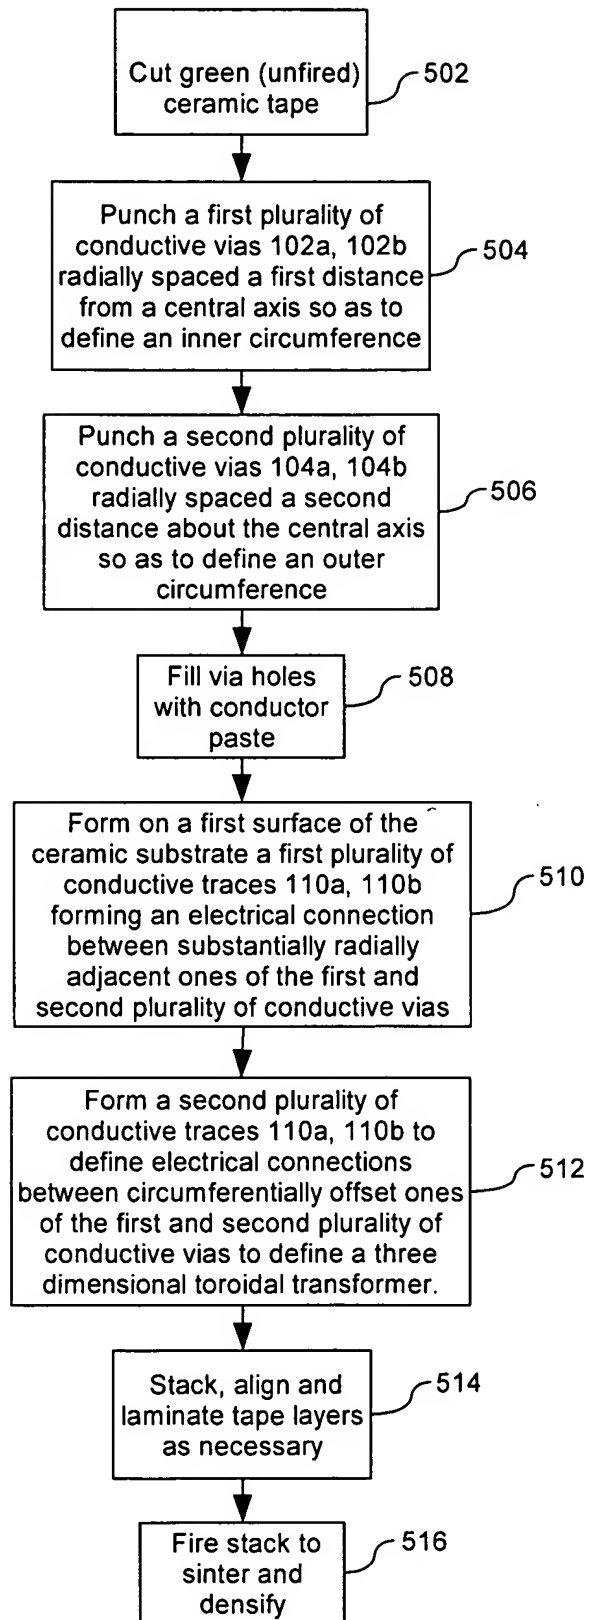 Cut green (unfired)
ceramic tape
502
Punch a first plurality of
conductive vias 102a, 102b
radially spaced a first distance
from a central axis so as to
define an inner circumference
504
Punch a second plurality of
conductive vias 104a, 104b
radially spaced a second
distance about the central axis
so as to define an outer
circumference
506
Fill via holes
with conductor
paste
508
Form on a first surface of the
ceramic substrate a first plurality of
conductive traces 110a, 110b
forming an electrical connection
between substantially radially
adjacent ones of the first and
second plurality of conductive vias
510
Form a second plurality of
conductive traces 110a, 110b to
define electrical connections
between circumferentially offset ones
of the first and second plurality of
conductive vias to define a three
dimensional toroidal transformer.
512
Stack, align and
laminate tape layers
as necessary
514
Fire stack to
sinter and
densify
516